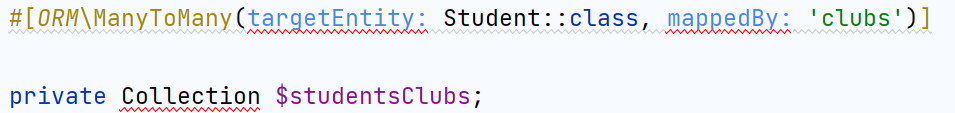 #[ORM\ManyToMany(targetEntity: Student::class, mappedBy: 'clubs')]
private Collection $studentsClubs;